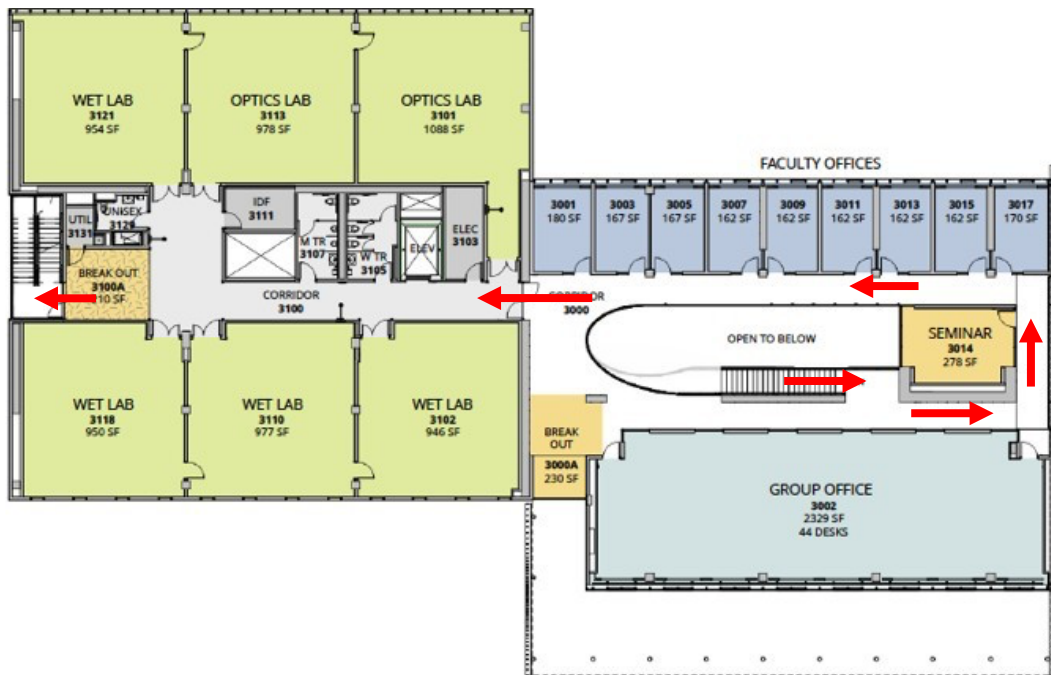 WET LAB
3121
954 SF
OPTICS LAB
3113
978 SF
OPTICS LAB
3101
1088 SF
FACULTY OFFICES
3001
180 SF
3003
167 SF
3005
167 SF
3007
162 SF
3009
162 SF
3011
162 SF
3013
162 SF
3015
162 SF
3017
170 SF
UTIL
3131
UNISEX
3129
IDF
3111
M TR
3107
W TR
3105
ELEV
ELEC
3103
BREAK OUT
3100A
210 SF
CORRIDOR
3100
CORRIDOR
3000
OPEN TO BELOW
SEMINAR
3014
278 SF
WET LAB
3118
950 SF
WET LAB
3110
977 SF
WET LAB
3102
946 SF
BREAK
OUT
3000A
230 SF
GROUP OFFICE
3002
2329 SF
44 DESKS